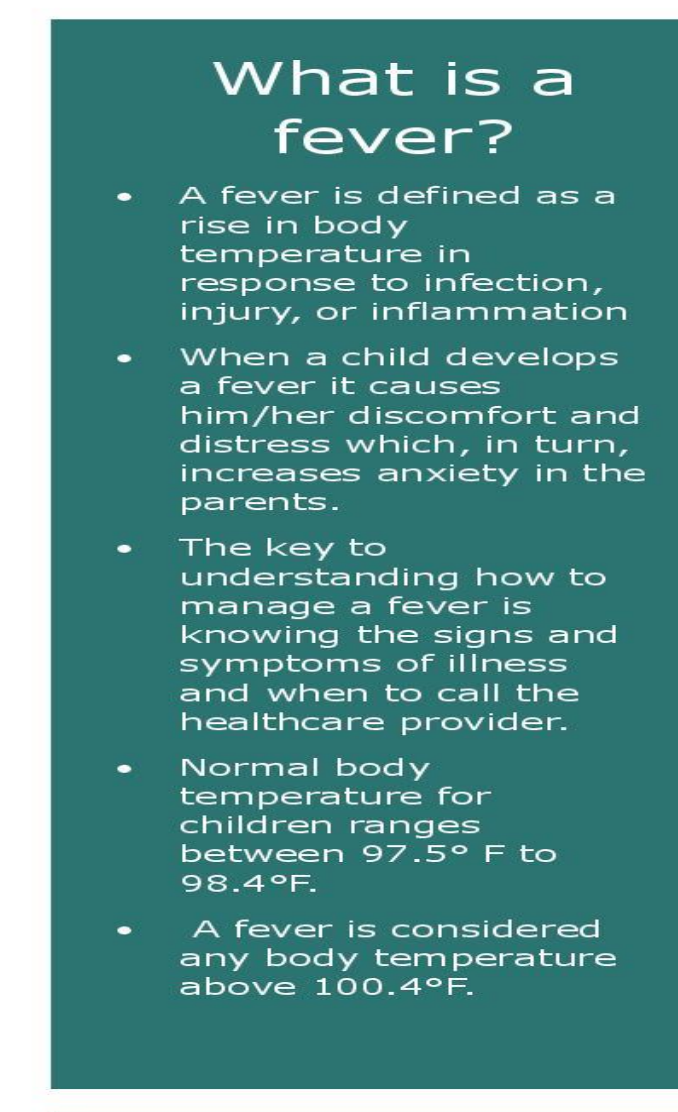 What is a
fever?
• A fever is defined as a
rise in body
temperature in
response to infection,
injury, or inflammation
• When a child develops
a fever it causes
him/her discomfort and
distress which, in turn,
increases anxiety in the
parents.
• The key to
understanding how to
manage a fever is
knowing the signs and
symptoms of illness
and when to call the
healthcare provider.
• Normal body
temperature for
children ranges
between 97.5° F to
98.4°F.
• A fever is considered
any body temperature
above 100.4°F.